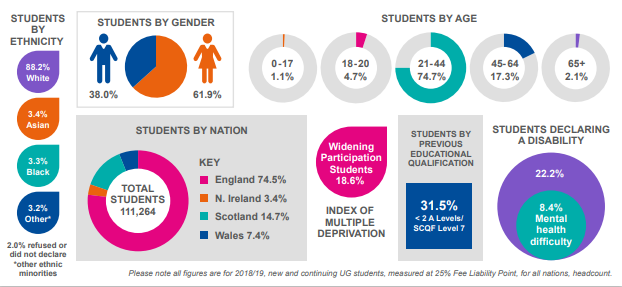 STUDENTS
BY
ETHNICITY
88.2%
White
3.4%
Asian
3.3%
Black
3.2%
Other*
2.0% refused or
did not declare
*other ethnic
minorities
STUDENTS BY GENDER
38.0%
61.9%
STUDENTS BY AGE
0-17
1.1%
18-20
4.7%
21-44
74.7%
45-64
17.3%
65+
2.1%
STUDENTS BY NATION
TOTAL
STUDENTS
111,264
KEY
England 74.5%
N. Ireland 3.4%
Scotland 14.7%
Wales 7.4%
Widening
Participation
Students
18.6%
INDEX OF
MULTIPLE
DEPRIVATION
STUDENTS BY
PREVIOUS
EDUCATIONAL
QUALIFICATION
31.5%
< 2 A Levels/
SCQF Level 7
STUDENTS DECLARING
A DISABILITY
22.2%
8.4%
Mental
health
difficulty
Please note all figures are for 2018/19, new and continuing UG students, measured at 25% Fee Liability Point, for all nations, headcount.